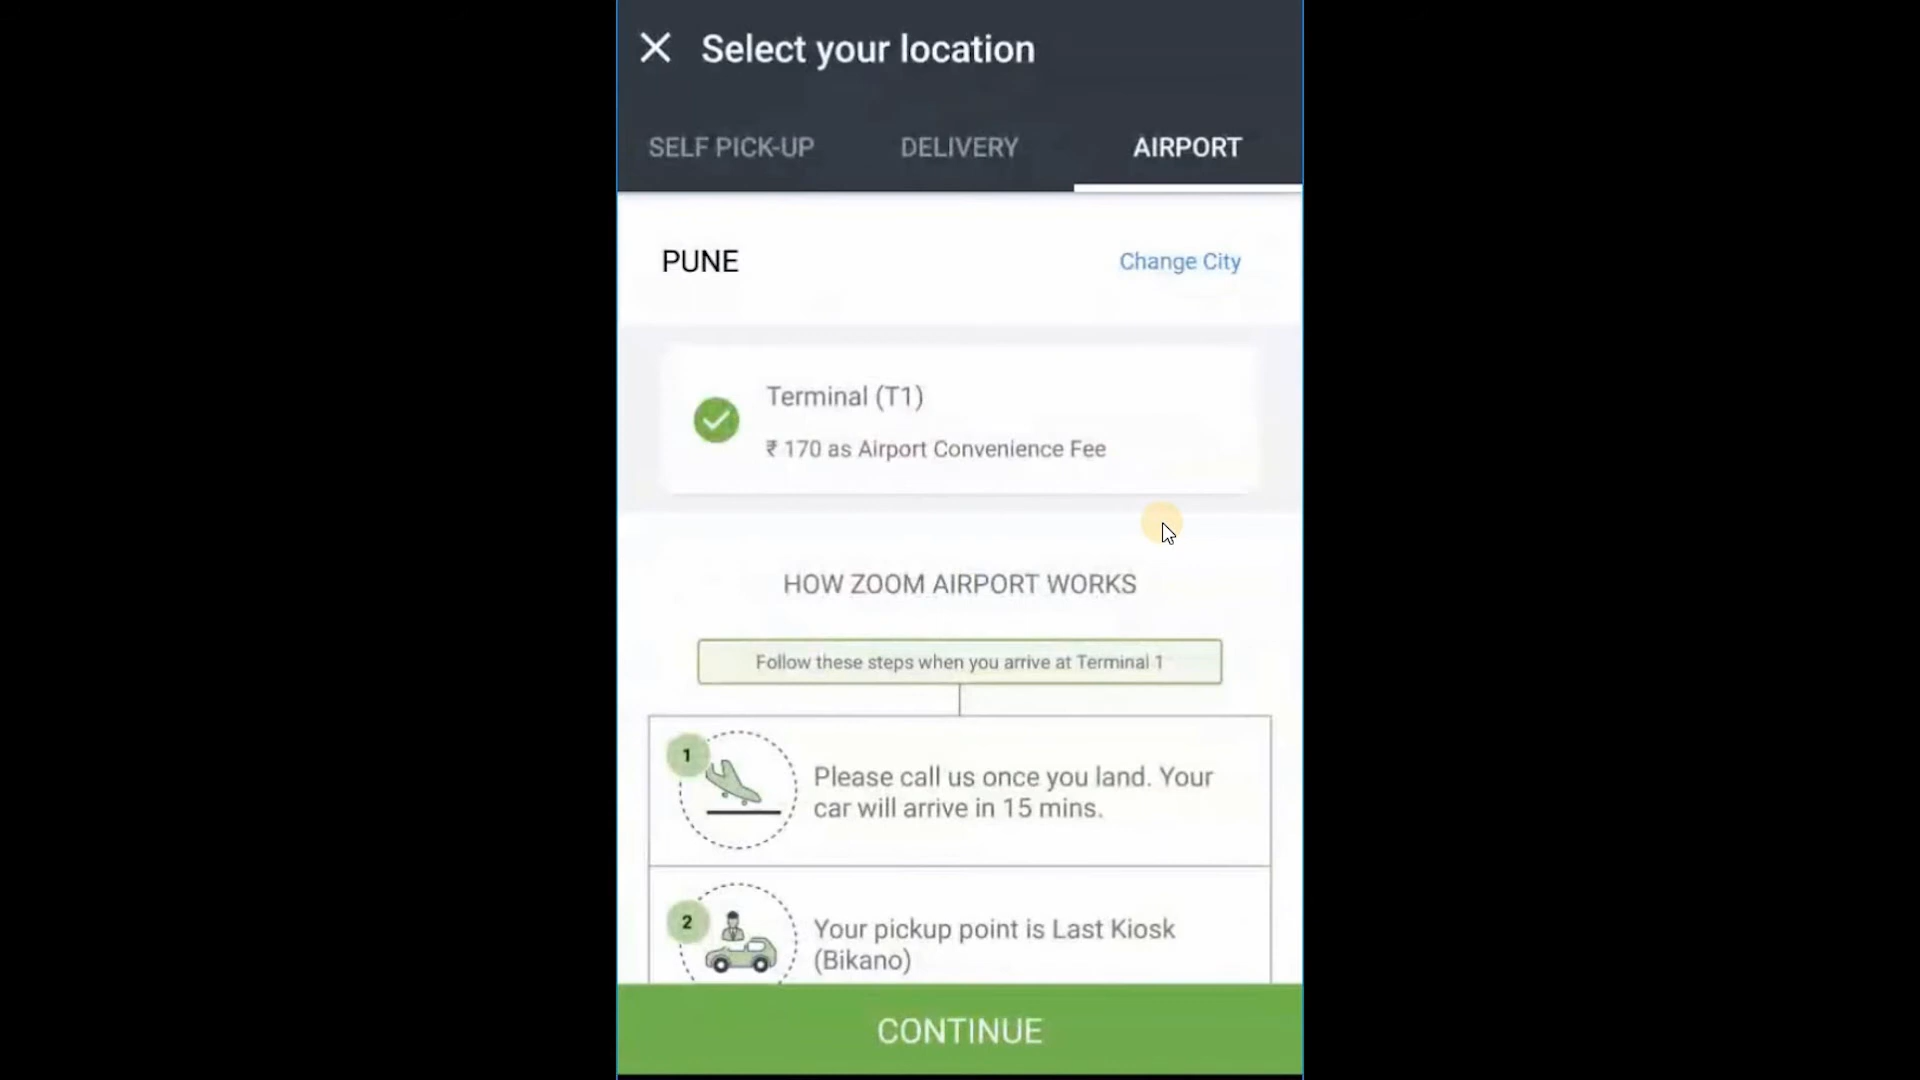 Select your location
SELF PICK-UP DELIVERY AIRPORT
PUNE Change City
Terminal (T1)
₹ 170 as Airport Convenience Fee
HOW ZOOM AIRPORT WORKS
Follow these steps when you arrive at Terminal 1
1
Please call us once you land. Your
car will arrive in 15 mins.
2
Your pickup point is Last Kiosk
(Bikano)
CONTINUE